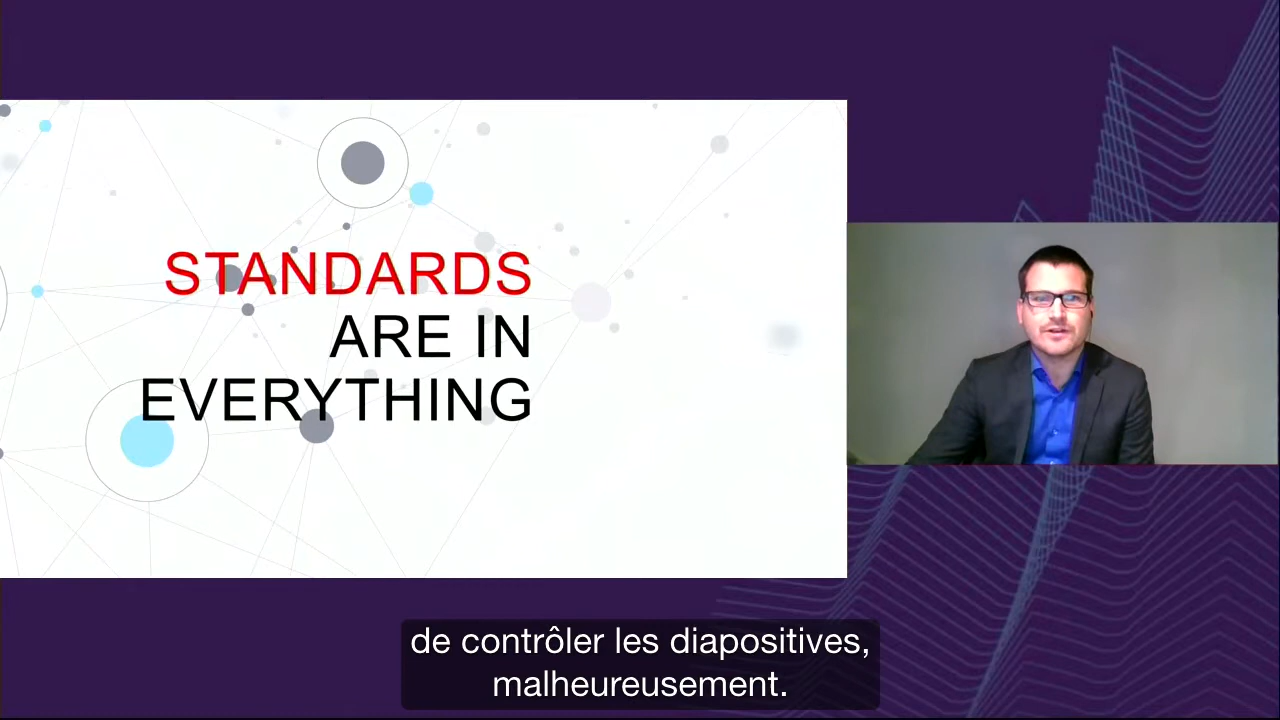 STANDARDS
ARE IN
EVERYTHING
de contrôler les diapositives,
malheureusement.